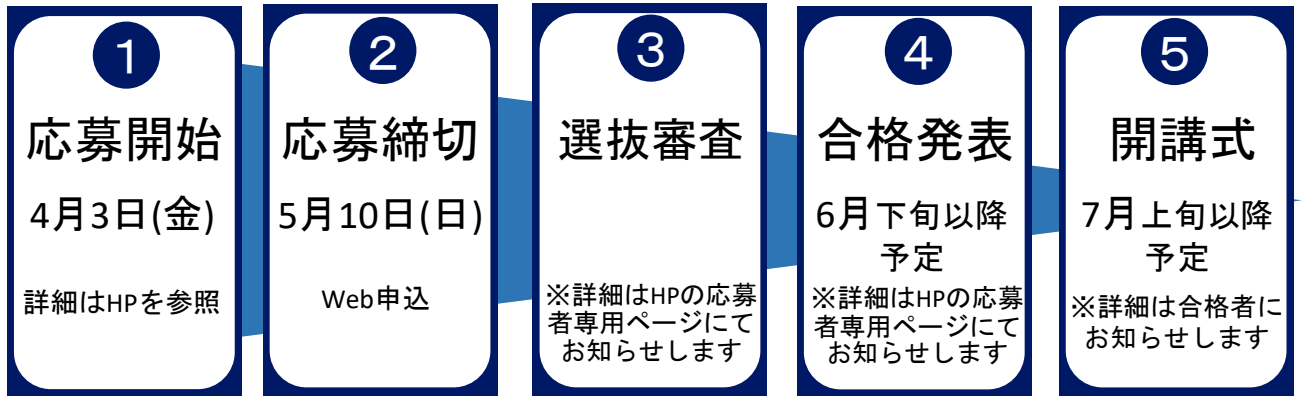 1
応募開始
4月3日(金)
詳細はHPを参照
2
応募締切
5月10日(日)
Web申込
3
選抜審査
※詳細はHPの応募
者専用ページにて
お知らせします
4
合格発表
6月下旬以降
予定
※詳細はHPの応募
者専用ページにて
お知らせします
5
開講式
7月上旬以降
予定
※詳細は合格者に
お知らせします